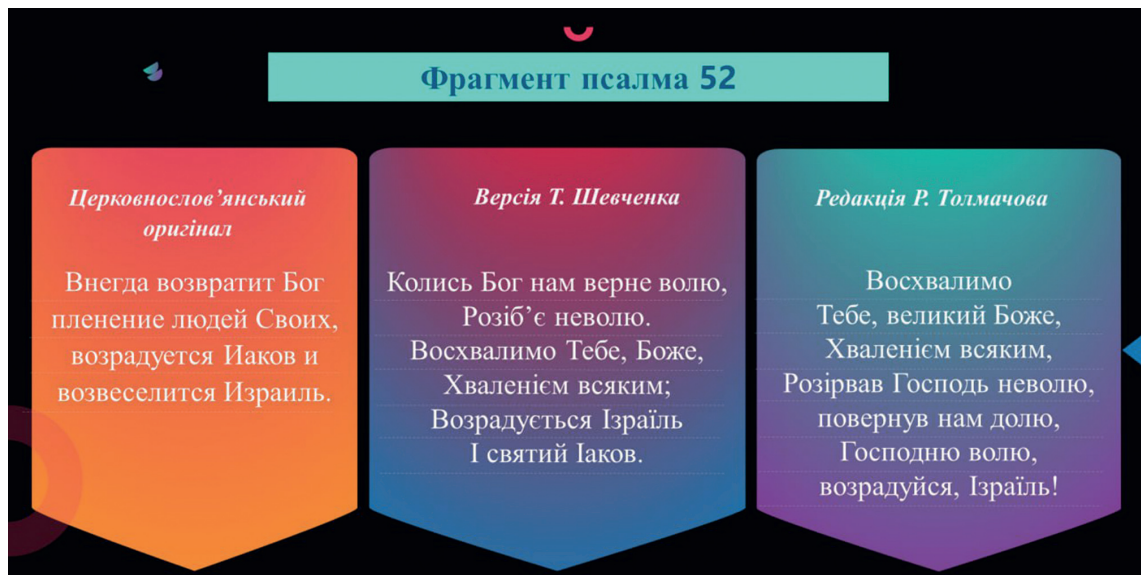 Фрагмент псалма 52
Церковнослов’янський
оригінал
Внегда возвратит Бог
пленение людей Своих,
возрадуется Иаков и
возвеселится Израиль.
Версія Т. Шевченка
Колись Бог нам верне волю,
Розіб’є неволю.
Восхвалимо Тебе, Боже,
Хваленієм всяким;
Возрадується Ізраїль
І святий Іаков.
Редакція Р. Толмачова
Восхвалимо
Тебе, великий Боже,
Хваленієм всяким,
Розірвав Господь неволю,
повернув нам долю,
Господню волю,
возрадуйся, Ізраїль!